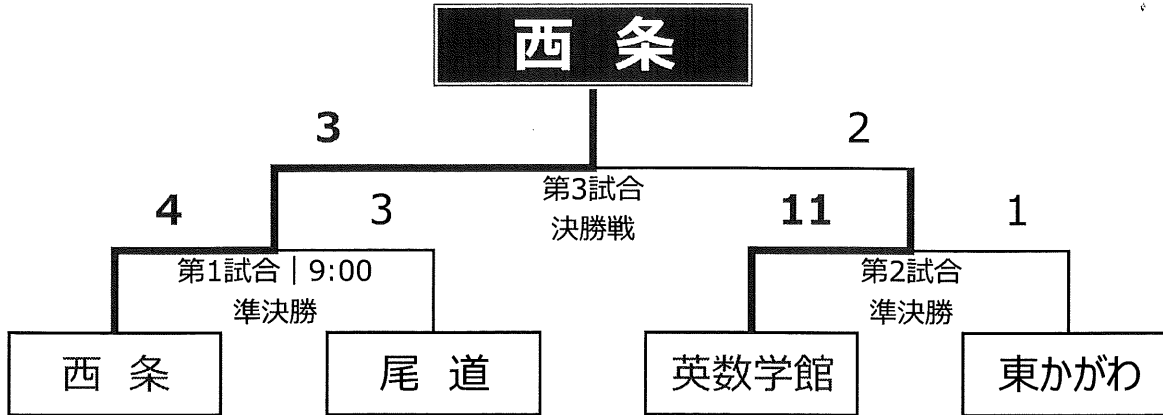 西 条
3
2
第3試合
決勝戦
4
3
11
1
第1試合 | 9:00
準決勝
第2試合
準決勝
西 条
尾 道
英数学館
東かがわ